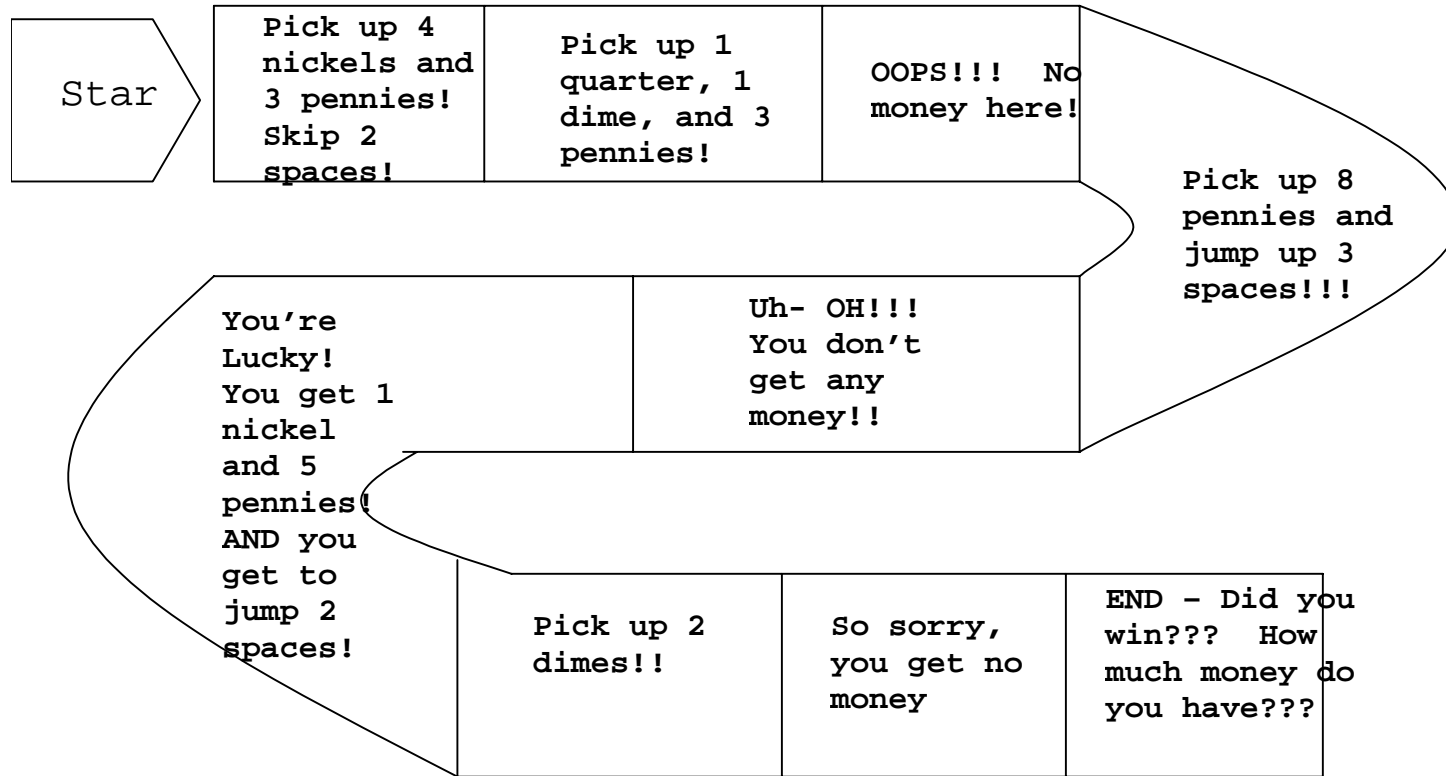 Star
Pick up 4
nickels and
3 pennies!
Skip 2
spaces!
Pick up 1
quarter, 1
dime, and 3
pennies!
OOPS!!!  No
money here!
Pick up 8
pennies and
jump up 3
spaces!!!
Uh- OH!!!
You don’t
get any
money!!
You’re
Lucky!
You get 1
nickel
and 5
pennies!
AND you
get to
jump 2
spaces!
Pick up 2
dimes!!
So sorry,
you get no
money
END – Did you
win???  How
much money do
you have???